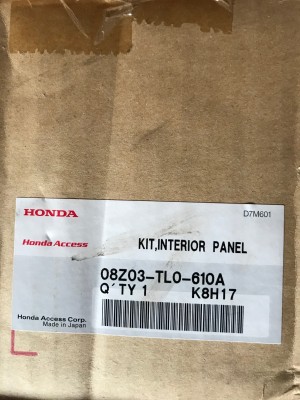 HONDA
D7M601
Honda Access
KIT,INTERIOR PANEL
08Z03-TL0-610A
Q'TY 1 K8H17
Honda Access Corp.
Made in Japan